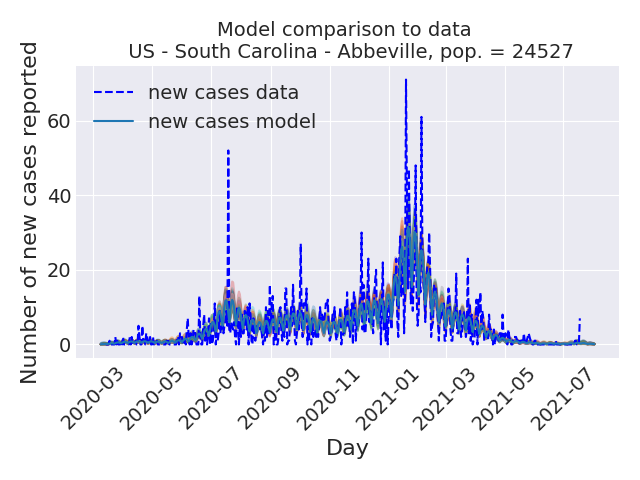 Model comparison to data
US - South Carolina - Abbeville, pop. = 24527
Number of new cases reported
new cases data
new cases model
60
40
20
0
2020-03
2020-05
2020-07
2020-09
2020-11
2021-01
2021-03
2021-05
2021-07
Day